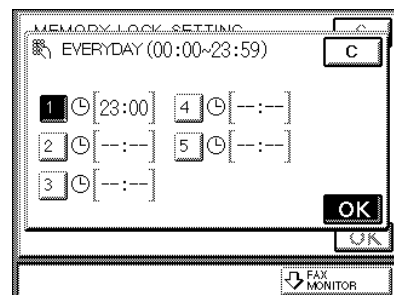 MEMORY LOCK SETTING C
EVERYDAY (00:00~23:59) C
1 [23:00] 4 [--:--]
2 [--:--] 5 [--:--]
3 [--:--]
OK
OK
FAX
MONITOR